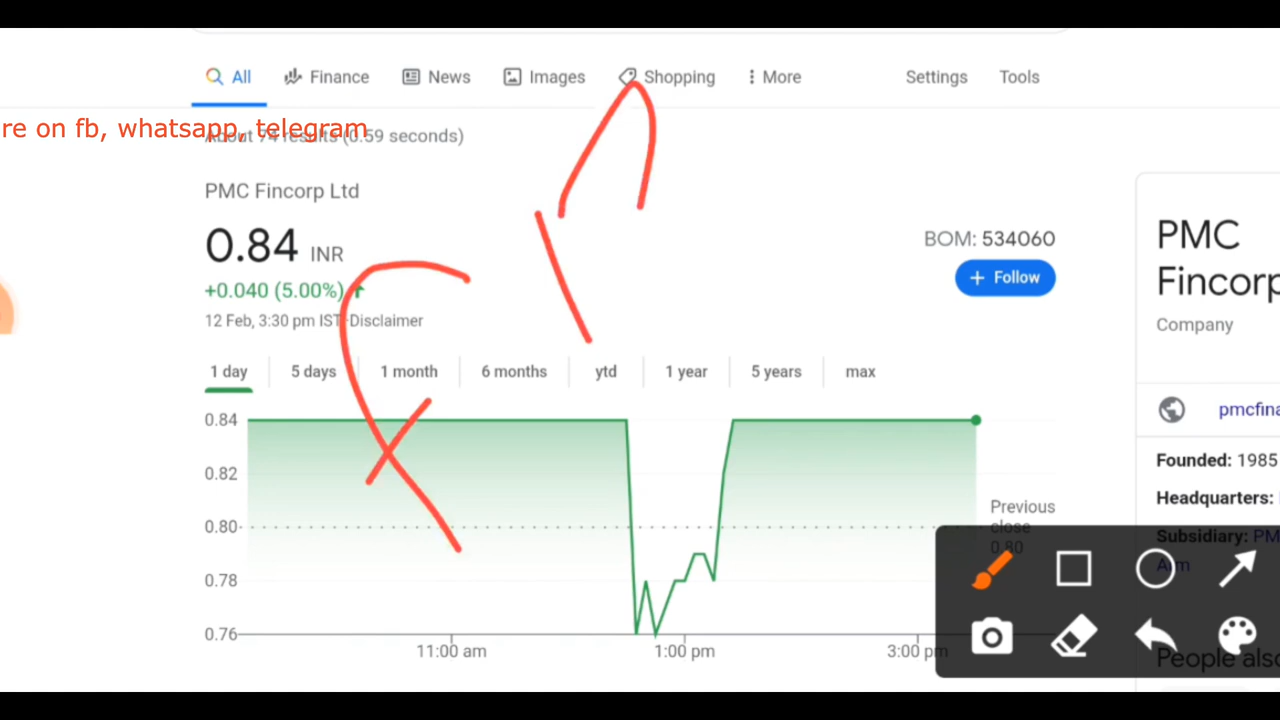 All Finance News Images Shopping More Settings Tools
re on fb, whatsapp, telegram
About 74 results (0.59 seconds)
PMC Fincorp Ltd
0.84 INR
+0.040 (5.00%)
12 Feb, 3:30 pm IST · Disclaimer
BOM: 534060
+ Follow
1 day 5 days 1 month 6 months ytd 1 year 5 years max
0.84
0.82
0.80
0.78
0.76
11:00 am 1:00 pm 3:00 pm
Previous
close
0.80
PMC
Fincorp
Company
pmcfina
Founded: 1985
Headquarters:
Subsidiary: PM
Arm
People also